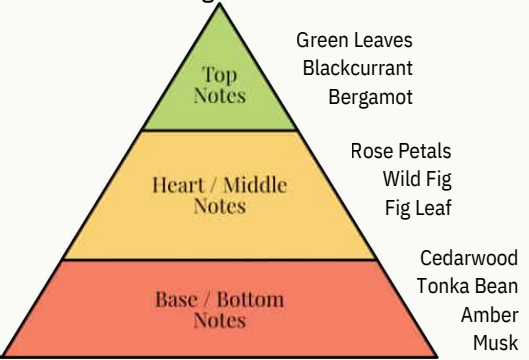 Top
Notes
Green Leaves
Blackcurrant
Bergamot
Heart / Middle
Notes
Rose Petals
Wild Fig
Fig Leaf
Base / Bottom
Notes
Cedarwood
Tonka Bean
Amber
Musk